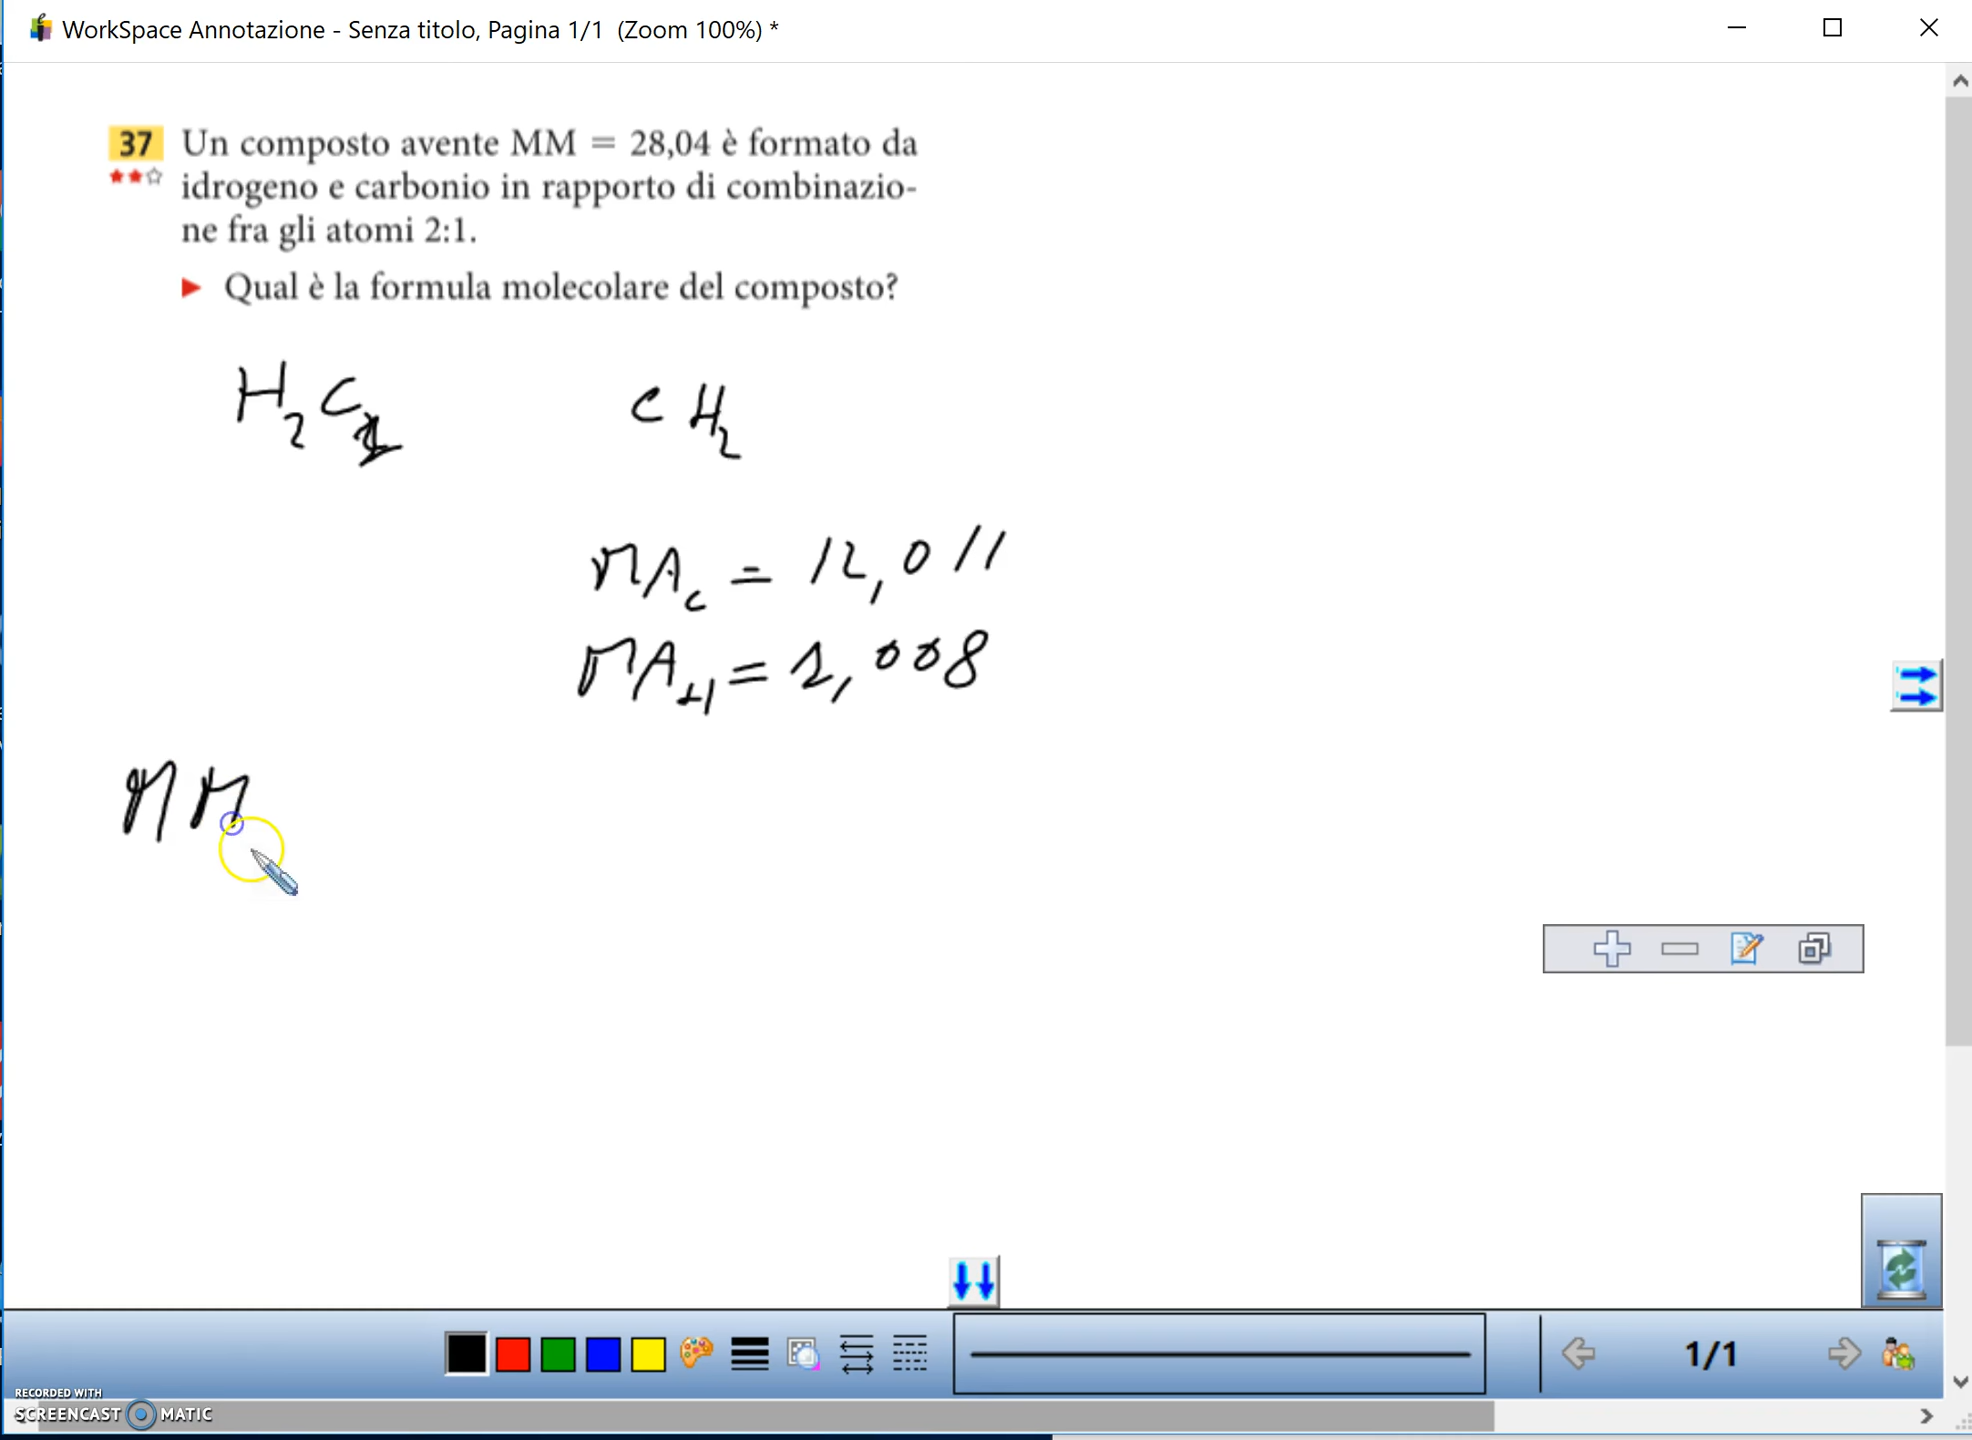 WorkSpace Annotazione - Senza titolo, Pagina 1/1 (Zoom 100%) *
37 Un composto avente MM = 28,04 è formato da
idrogeno e carbonio in rapporto di combinazio-
ne fra gli atomi 2:1.
► Qual è la formula molecolare del composto?
H2C1 CH2
MAC = 12,011
MAH = 1,008
MM
1/1
RECORDED WITH
SCREENCAST MATIC